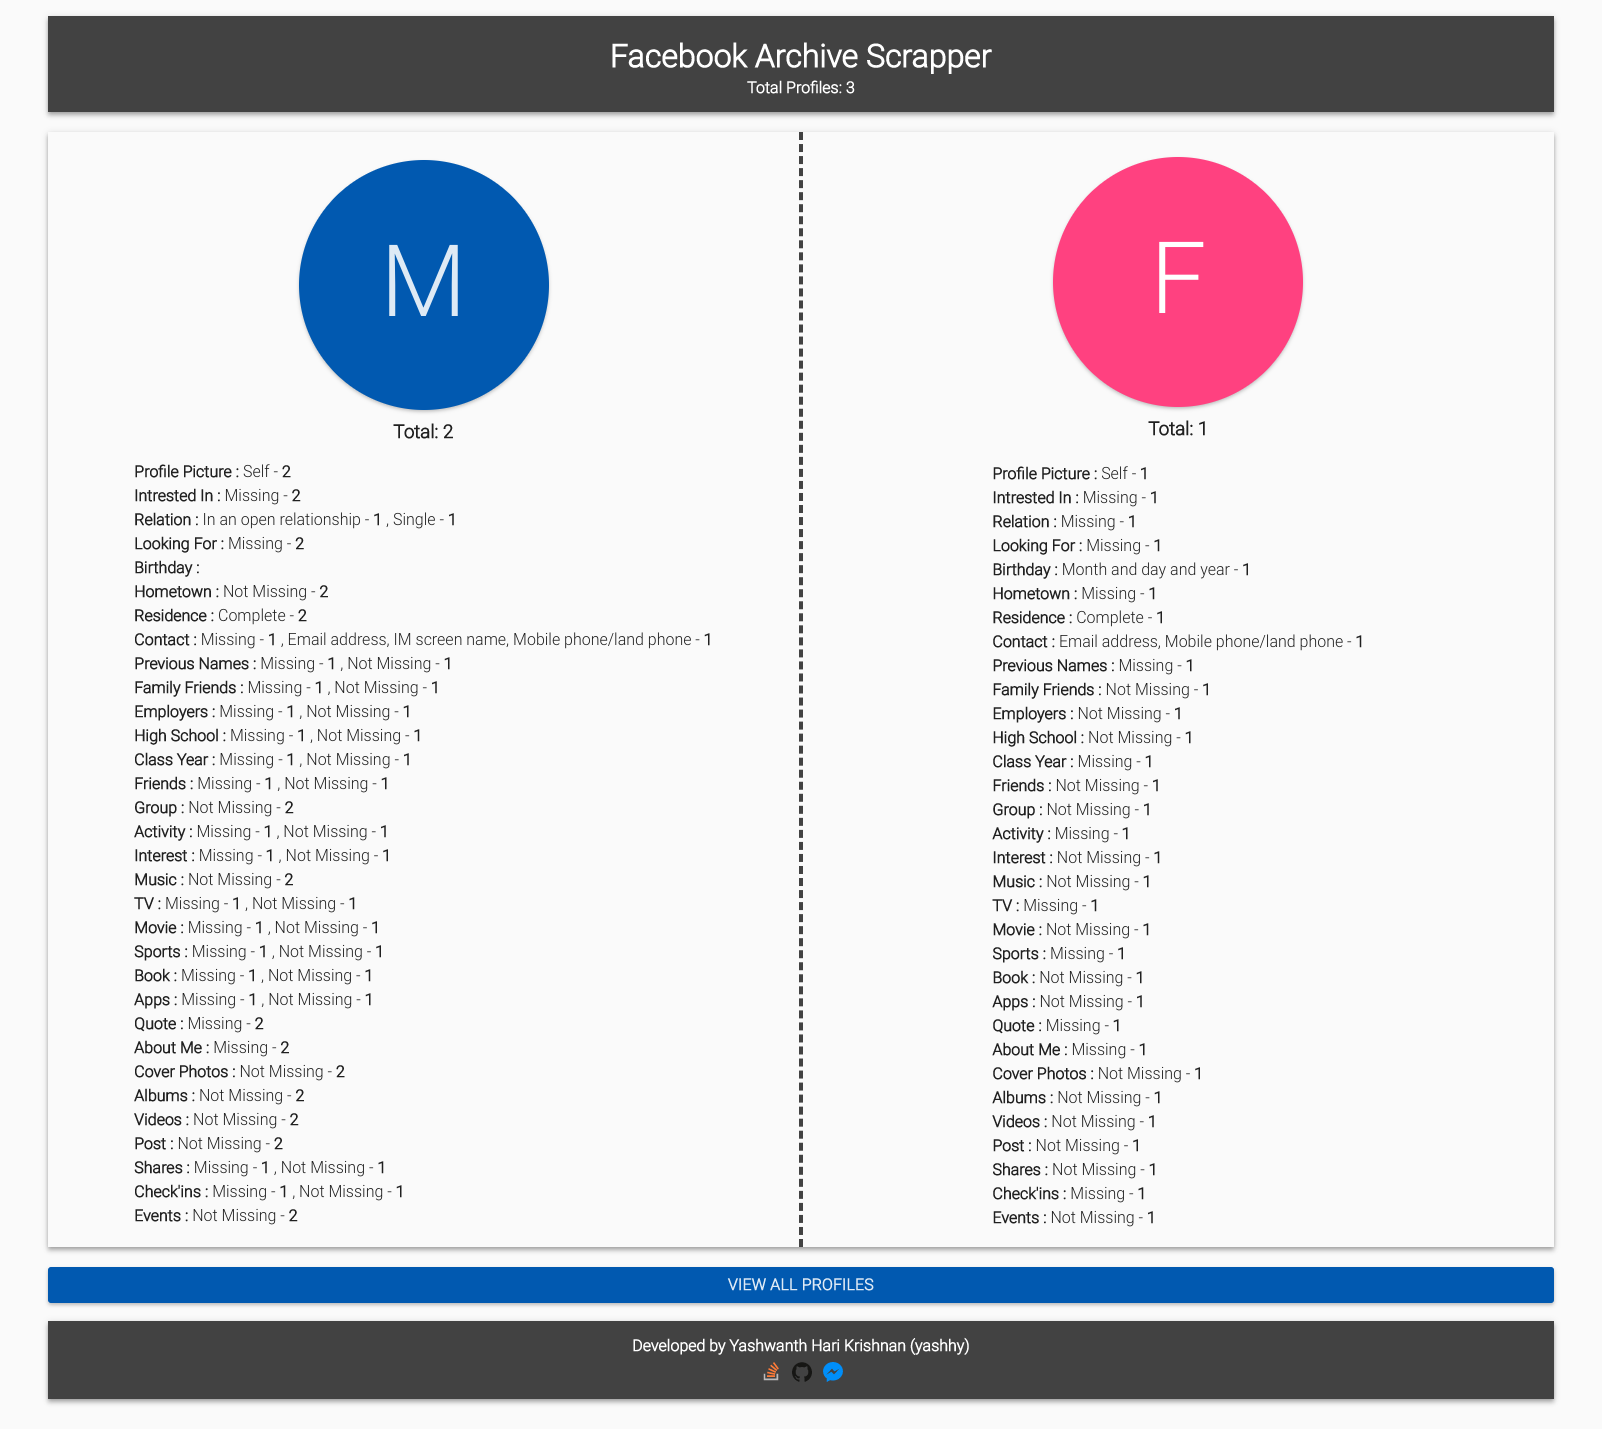 Facebook Archive Scrapper
Total Profiles: 3
M
Total: 2
Profile Picture : Self - 2
Intrested In : Missing - 2
Relation : In an open relationship - 1 , Single - 1
Looking For : Missing - 2
Birthday :
Hometown : Not Missing - 2
Residence : Complete - 2
Contact : Missing - 1 , Email address, IM screen name, Mobile phone/land phone - 1
Previous Names : Missing - 1 , Not Missing - 1
Family Friends : Missing - 1 , Not Missing - 1
Employers : Missing - 1 , Not Missing - 1
High School : Missing - 1 , Not Missing - 1
Class Year : Missing - 1 , Not Missing - 1
Friends : Missing - 1 , Not Missing - 1
Group : Not Missing - 2
Activity : Missing - 1 , Not Missing - 1
Interest : Missing - 1 , Not Missing - 1
Music : Not Missing - 2
TV : Missing - 1 , Not Missing - 1
Movie : Missing - 1 , Not Missing - 1
Sports : Missing - 1 , Not Missing - 1
Book : Missing - 1 , Not Missing - 1
Apps : Missing - 1 , Not Missing - 1
Quote : Missing - 2
About Me : Missing - 2
Cover Photos : Not Missing - 2
Albums : Not Missing - 2
Videos : Not Missing - 2
Post : Not Missing - 2
Shares : Missing - 1 , Not Missing - 1
Check'ins : Missing - 1 , Not Missing - 1
Events : Not Missing - 2
F
Total: 1
Profile Picture : Self - 1
Intrested In : Missing - 1
Relation : Missing - 1
Looking For : Missing - 1
Birthday : Month and day and year - 1
Hometown : Missing - 1
Residence : Complete - 1
Contact : Email address, Mobile phone/land phone - 1
Previous Names : Missing - 1
Family Friends : Not Missing - 1
Employers : Not Missing - 1
High School : Not Missing - 1
Class Year : Missing - 1
Friends : Not Missing - 1
Group : Not Missing - 1
Activity : Missing - 1
Interest : Not Missing - 1
Music : Not Missing - 1
TV : Missing - 1
Movie : Not Missing - 1
Sports : Missing - 1
Book : Not Missing - 1
Apps : Not Missing - 1
Quote : Missing - 1
About Me : Missing - 1
Cover Photos : Not Missing - 1
Albums : Not Missing - 1
Videos : Not Missing - 1
Post : Not Missing - 1
Shares : Not Missing - 1
Check'ins : Missing - 1
Events : Not Missing - 1
VIEW ALL PROFILES
Developed by Yashwanth Hari Krishnan (yashhy)